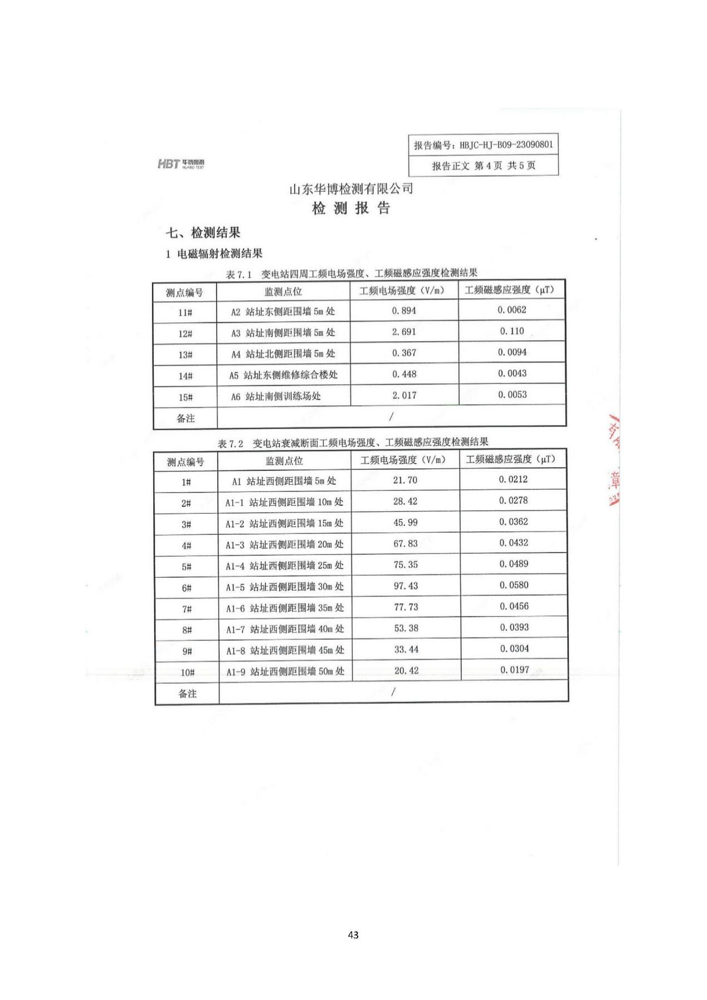 报告编号：HBJC-HJ-B09-23090801
HBT 华博检测
HUABO TEST
报告正文 第 4 页 共 5 页
山东华博检测有限公司
检 测 报 告
七、检测结果
1 电磁辐射检测结果
表 7.1 变电站四周工频电场强度、工频磁感应强度检测结果
测点编号 监测点位 工频电场强度（V/m） 工频磁感应强度（μT）
11# A2 站址东侧距围墙 5m 处 0.894 0.0062
12# A3 站址南侧距围墙 5m 处 2.691 0.110
13# A4 站址北侧距围墙 5m 处 0.367 0.0094
14# A5 站址东侧维修综合楼处 0.448 0.0043
15# A6 站址南侧训练场处 2.017 0.0053
备注 /
表 7.2 变电站衰减断面工频电场强度、工频磁感应强度检测结果
测点编号 监测点位 工频电场强度（V/m） 工频磁感应强度（μT）
1# A1 站址西侧距围墙 5m 处 21.70 0.0212
2# A1-1 站址西侧距围墙 10m 处 28.42 0.0278
3# A1-2 站址西侧距围墙 15m 处 45.99 0.0362
4# A1-3 站址西侧距围墙 20m 处 67.83 0.0432
5# A1-4 站址西侧距围墙 25m 处 75.35 0.0489
6# A1-5 站址西侧距围墙 30m 处 97.43 0.0580
7# A1-6 站址西侧距围墙 35m 处 77.73 0.0456
8# A1-7 站址西侧距围墙 40m 处 53.38 0.0393
9# A1-8 站址西侧距围墙 45m 处 33.44 0.0304
10# A1-9 站址西侧距围墙 50m 处 20.42 0.0197
备注 /
章
43